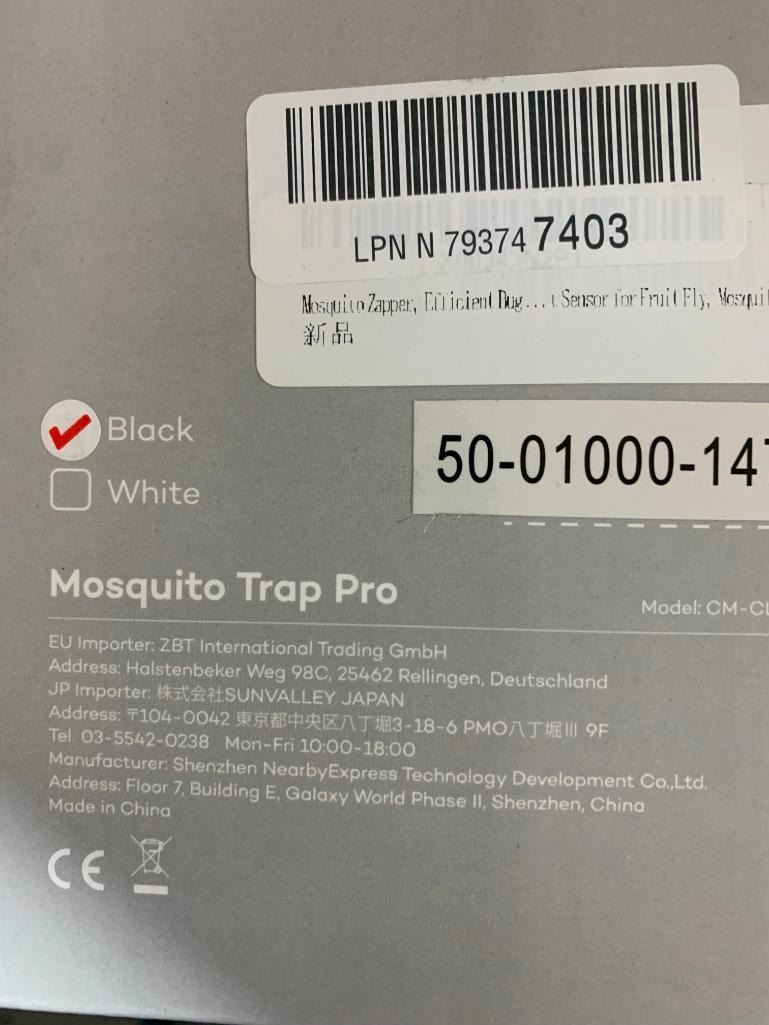 LPN N 79374 7403
Mosquito Zapper, Efficient Bug... t Sensor for Fruit Fly, Mosqui
新品
Black
50-01000-147
White
Mosquito Trap Pro
Model: CM-CL
EU Importer: ZBT International Trading GmbH
Address: Halstenbeker Weg 98C, 25462 Rellingen, Deutschland
JP Importer: 株式会社SUNVALLEY JAPAN
Address: 〒104-0042 東京都中央区八丁堀3-18-6 PMO八丁堀III 9F
Tel 03-5542-0238 Mon-Fri 10:00-18:00
Manufacturer: Shenzhen NearbyExpress Technology Development Co.,Ltd.
Address: Floor 7, Building E, Galaxy World Phase II, Shenzhen, China
Made in China
CE